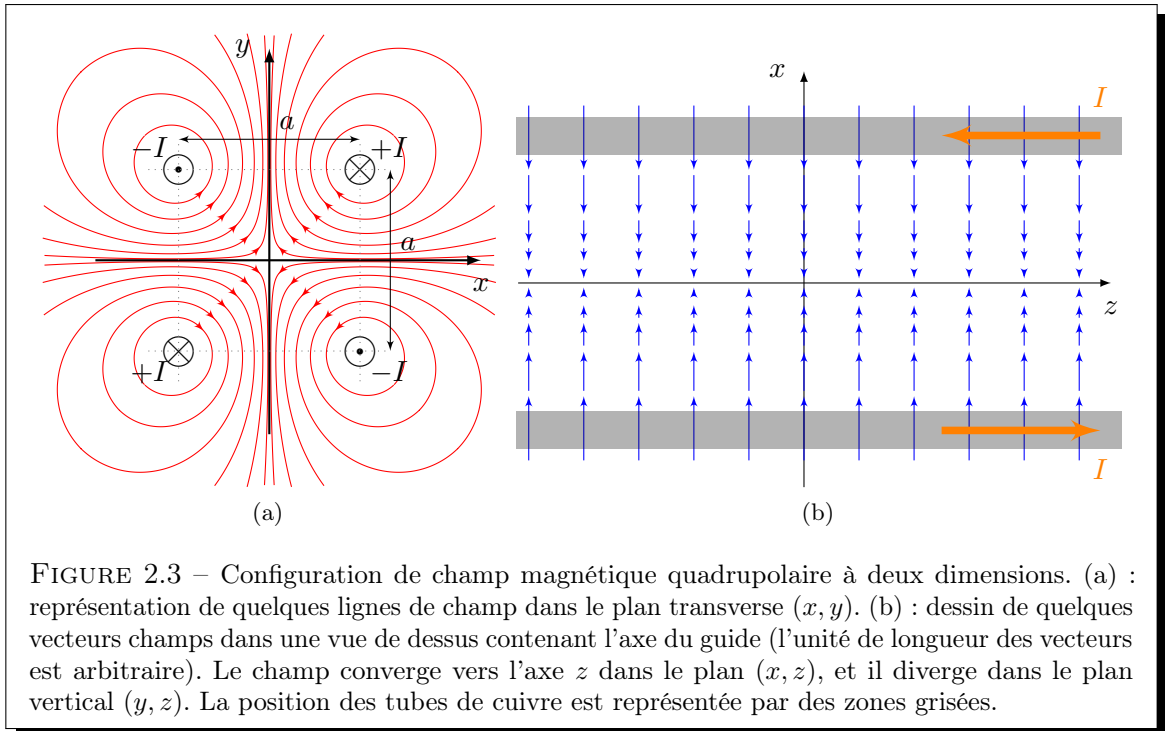 y
x
a
−I
+I
I
a
x
z
+I
−I
I
(a)
(b)
FIGURE 2.3 – Configuration de champ magnétique quadrupolaire à deux dimensions. (a) :
représentation de quelques lignes de champ dans le plan transverse (x, y). (b) : dessin de quelques
vecteurs champs dans une vue de dessus contenant l'axe du guide (l'unité de longueur des vecteurs
est arbitraire). Le champ converge vers l'axe z dans le plan (x, z), et il diverge dans le plan
vertical (y, z). La position des tubes de cuivre est représentée par des zones grisées.